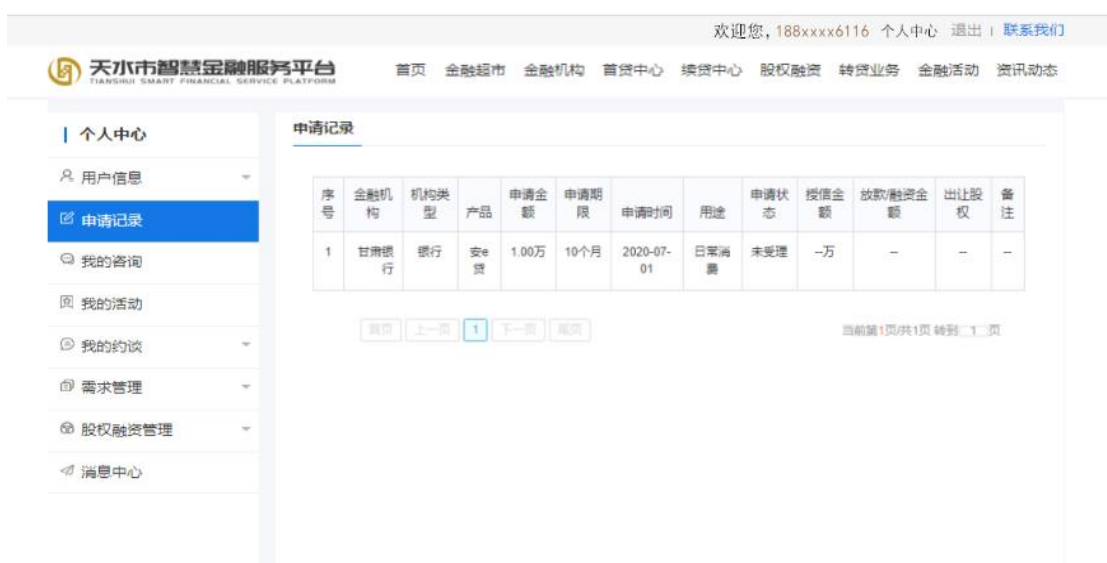 欢迎您,188xxxx6116 个人中心 退出 | 联系我们
天水市智慧金融服务平台
TIANSHUI SMART FINANCIAL SERVICE PLATFORM
首页 金融超市 金融机构 首贷中心 续贷中心 股权融资 转贷业务 金融活动 资讯动态
个人中心
用户信息
申请记录
我的咨询
我的活动
我的约谈
需求管理
股权融资管理
消息中心
申请记录
序号 金融机构 机构类型 产品 申请金额 申请期限 申请时间 用途 申请状态 授信金额 放款/融资金额 出让股权 备注
1 甘肃银行 银行 安e贷 1.00万 10个月 2020-07-01 日常消费 未受理 --万 -- -- --
首页 上一页 1 下一页 尾页
当前第1页/共1页 转到 1 页